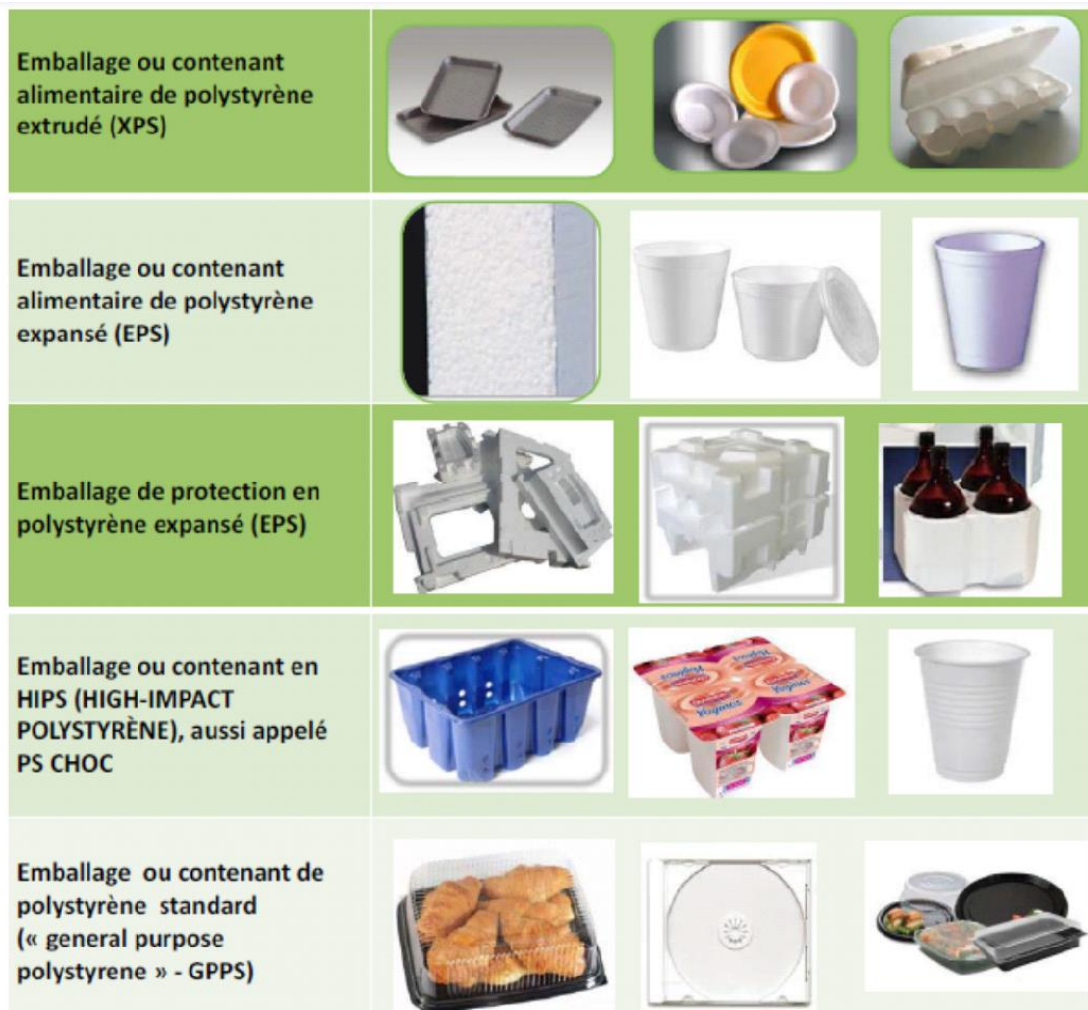 Emballage ou contenant
alimentaire de polystyrène
extrudé (XPS)
Emballage ou contenant
alimentaire de polystyrène
expansé (EPS)
Emballage de protection en
polystyrène expansé (EPS)
Emballage ou contenant en
HIPS (HIGH-IMPACT
POLYSTYRÈNE), aussi appelé
PS CHOC
Emballage ou contenant de
polystyrène standard
(« general purpose
polystyrene » - GPPS)